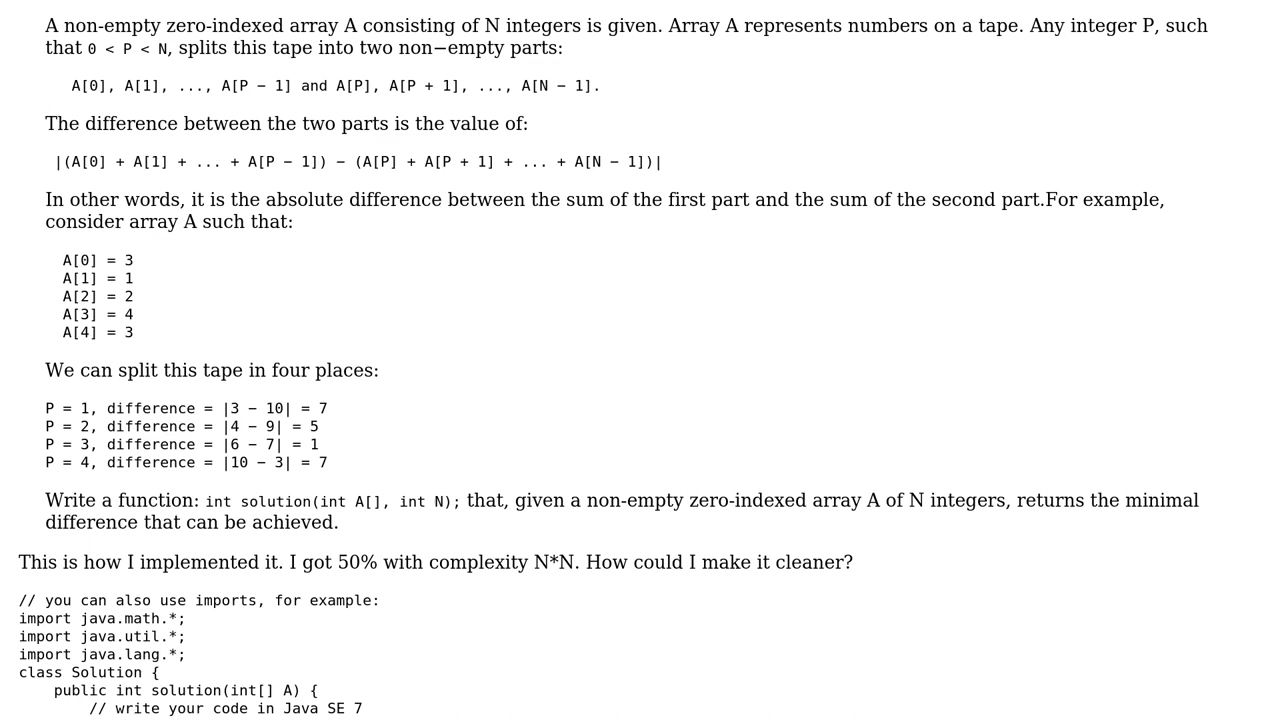 A non-empty zero-indexed array A consisting of N integers is given. Array A represents numbers on a tape. Any integer P, such
that 0 < P < N, splits this tape into two non−empty parts:
A[0], A[1], ..., A[P − 1] and A[P], A[P + 1], ..., A[N − 1].
The difference between the two parts is the value of:
|(A[0] + A[1] + ... + A[P − 1]) − (A[P] + A[P + 1] + ... + A[N − 1])|
In other words, it is the absolute difference between the sum of the first part and the sum of the second part.For example,
consider array A such that:
A[0] = 3
A[1] = 1
A[2] = 2
A[3] = 4
A[4] = 3
We can split this tape in four places:
P = 1, difference = |3 − 10| = 7
P = 2, difference = |4 − 9| = 5
P = 3, difference = |6 − 7| = 1
P = 4, difference = |10 − 3| = 7
Write a function: int solution(int A[], int N); that, given a non-empty zero-indexed array A of N integers, returns the minimal
difference that can be achieved.
This is how I implemented it. I got 50% with complexity N*N. How could I make it cleaner?
// you can also use imports, for example:
import java.math.*;
import java.util.*;
import java.lang.*;
class Solution {
public int solution(int[] A) {
// write your code in Java SE 7